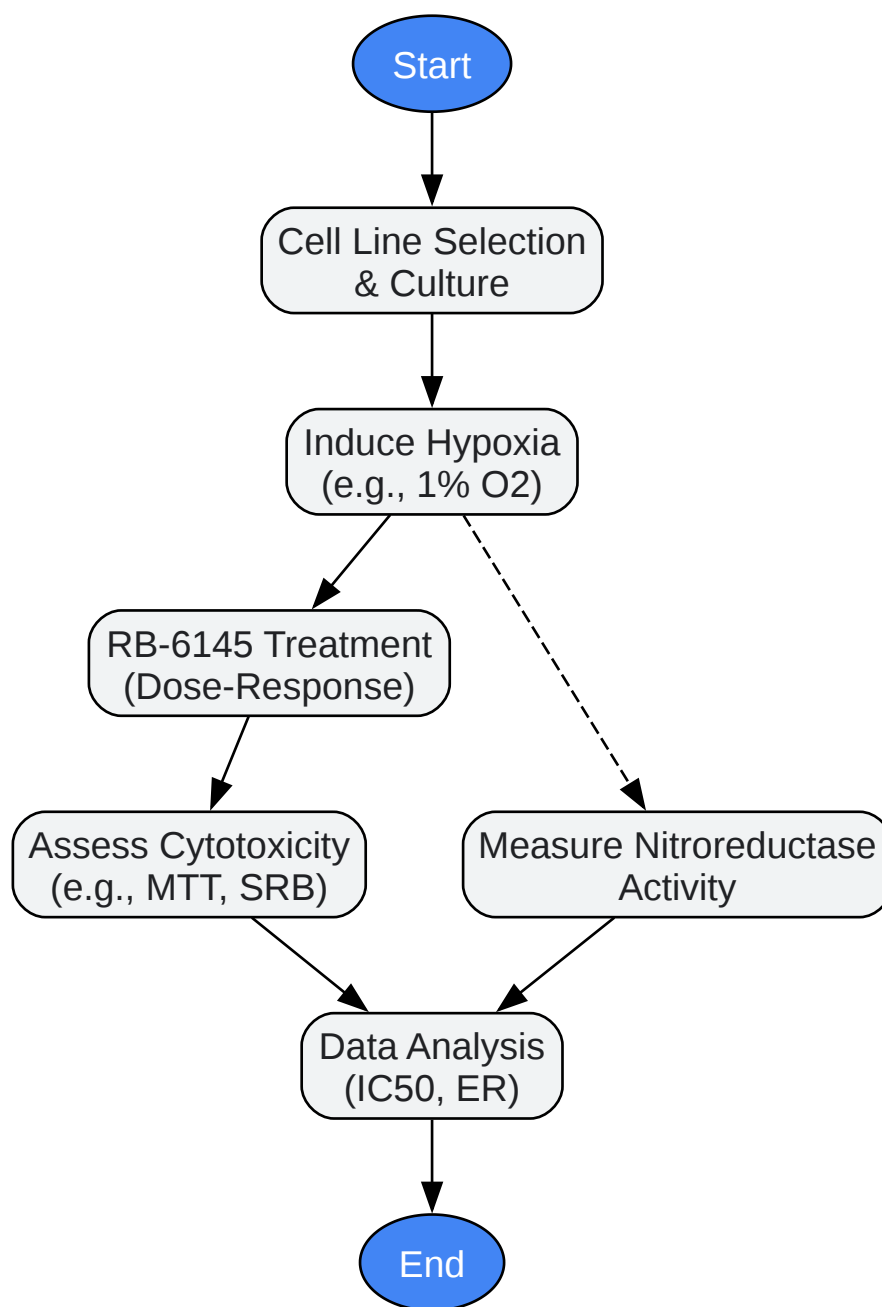 Start
Cell Line Selection
& Culture
Induce Hypoxia
(e.g., 1% O2)
RB-6145 Treatment
(Dose-Response)
Assess Cytotoxicity
(e.g., MTT, SRB)
Measure Nitroreductase
Activity
Data Analysis
(IC50, ER)
End